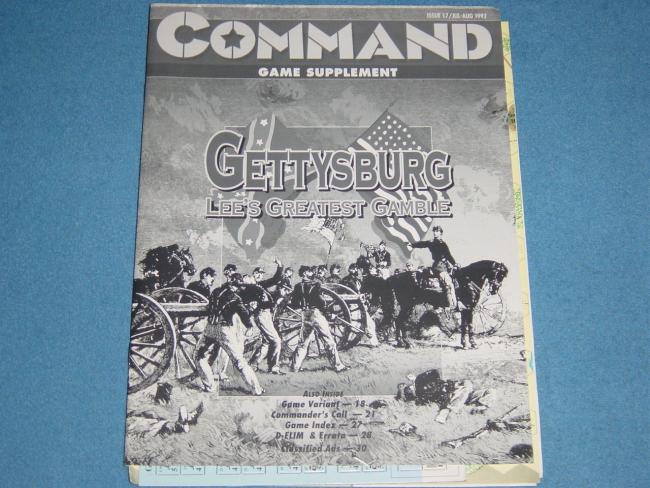 ISSUE 17/JUL-AUG 1992
COMMAND
GAME SUPPLEMENT
GETTYSBURG
LEE'S GREATEST GAMBLE
ALSO INSIDE
Game Variant — 18
Commander's Call — 21
Game Index — 27
D-ELIM & Errata — 28
Classified Ads — 30